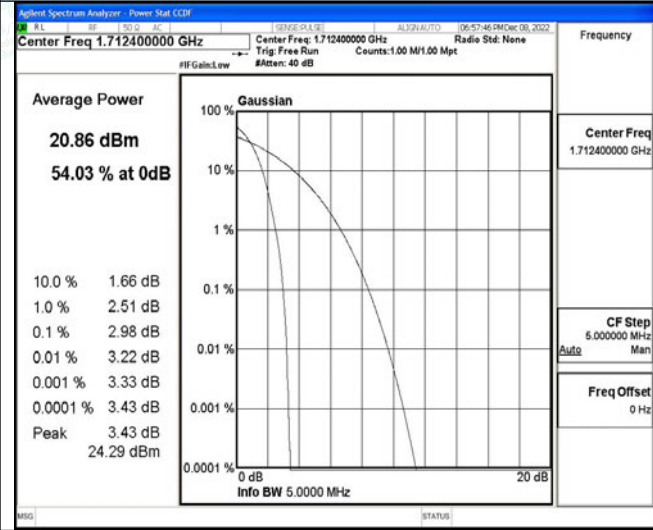 Agilent Spectrum Analyzer - Power Stat CCDF
RL RF 50 Ω AC SENSE:PULSE ALIGN AUTO 06:57:46 PM Dec 08, 2022
Center Freq 1.712400000 GHz
Center Freq: 1.712400000 GHz
Radio Std: None
Trig: Free Run Counts:1.00 M/1.00 Mpt
#IFGain:Low #Atten: 40 dB
Frequency
Average Power
20.86 dBm
54.03 % at 0dB
10.0 % 1.66 dB
1.0 % 2.51 dB
0.1 % 2.98 dB
0.01 % 3.22 dB
0.001 % 3.33 dB
0.0001 % 3.43 dB
Peak 3.43 dB
24.29 dBm
Gaussian
100 %
10 %
1 %
0.1 %
0.01 %
0.001 %
0.0001 %
0 dB 20 dB
Info BW 5.0000 MHz
Center Freq
1.712400000 GHz
CF Step
5.000000 MHz
Auto Man
Freq Offset
0 Hz
MSG STATUS